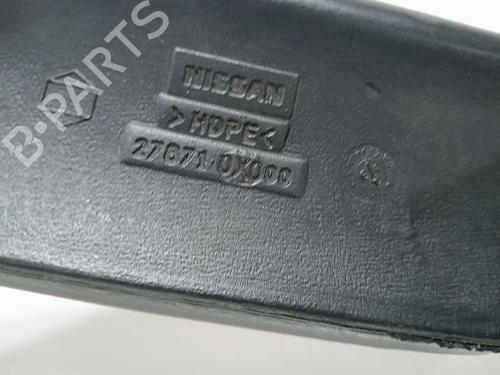 B-PARTS
NISSAN
>HDPE<
27871 0X000